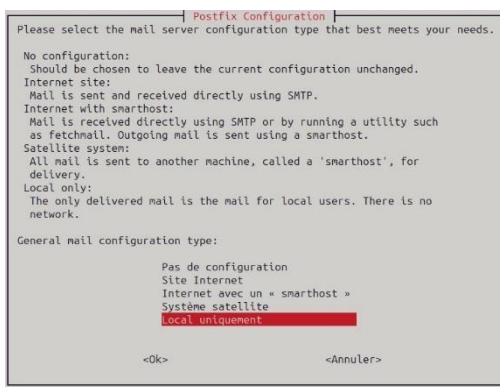 Postfix Configuration
Please select the mail server configuration type that best meets your needs.
No configuration:
Should be chosen to leave the current configuration unchanged.
Internet site:
Mail is sent and received directly using SMTP.
Internet with smarthost:
Mail is received directly using SMTP or by running a utility such
as fetchmail. Outgoing mail is sent using a smarthost.
Satellite system:
All mail is sent to another machine, called a 'smarthost', for
delivery.
Local only:
The only delivered mail is the mail for local users. There is no
network.
General mail configuration type:
Pas de configuration
Site Internet
Internet avec un « smarthost »
Système satellite
Local uniquement
<Ok> <Annuler>